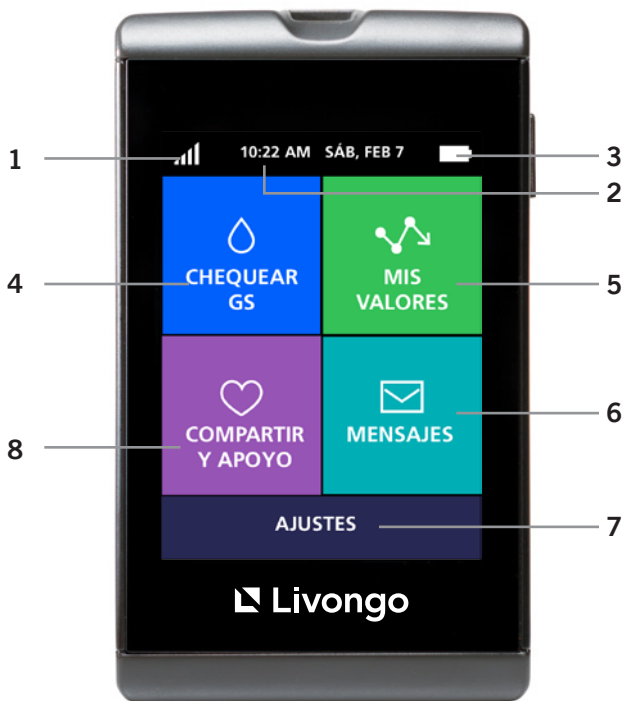 1
10:22 AM SÁB, FEB 7
3
2
4
CHEQUEAR
GS
MIS
VALORES
5
6
8
COMPARTIR
Y APOYO
MENSAJES
AJUSTES
7
Livongo